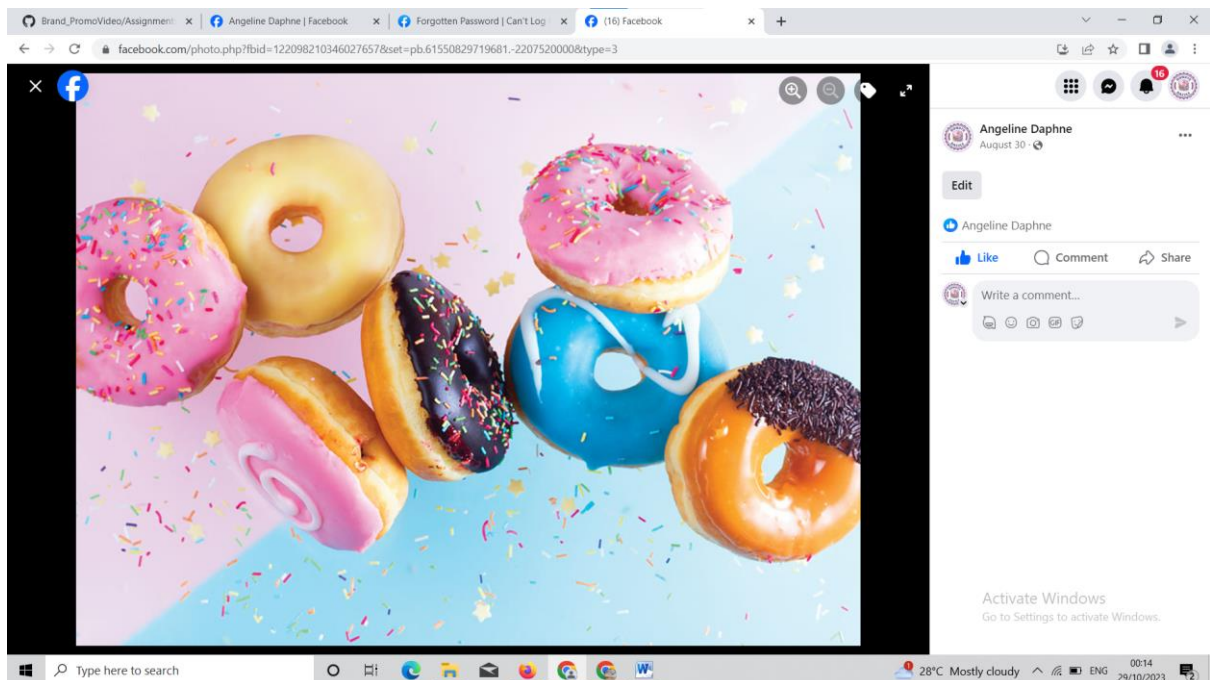 Brand_PromoVideo/Assignment
Angeline Daphne | Facebook
Forgotten Password | Can't Log
(16) Facebook
facebook.com/photo.php?fbid=122098210346027657&set=pb.61550829719681.-2207520000&type=3
16
Angeline Daphne
August 30
Edit
Angeline Daphne
Like Comment Share
Write a comment...
GIF
Activate Windows
Go to Settings to activate Windows.
Type here to search
W
28°C Mostly cloudy
ENG
00:14
29/10/2023
2